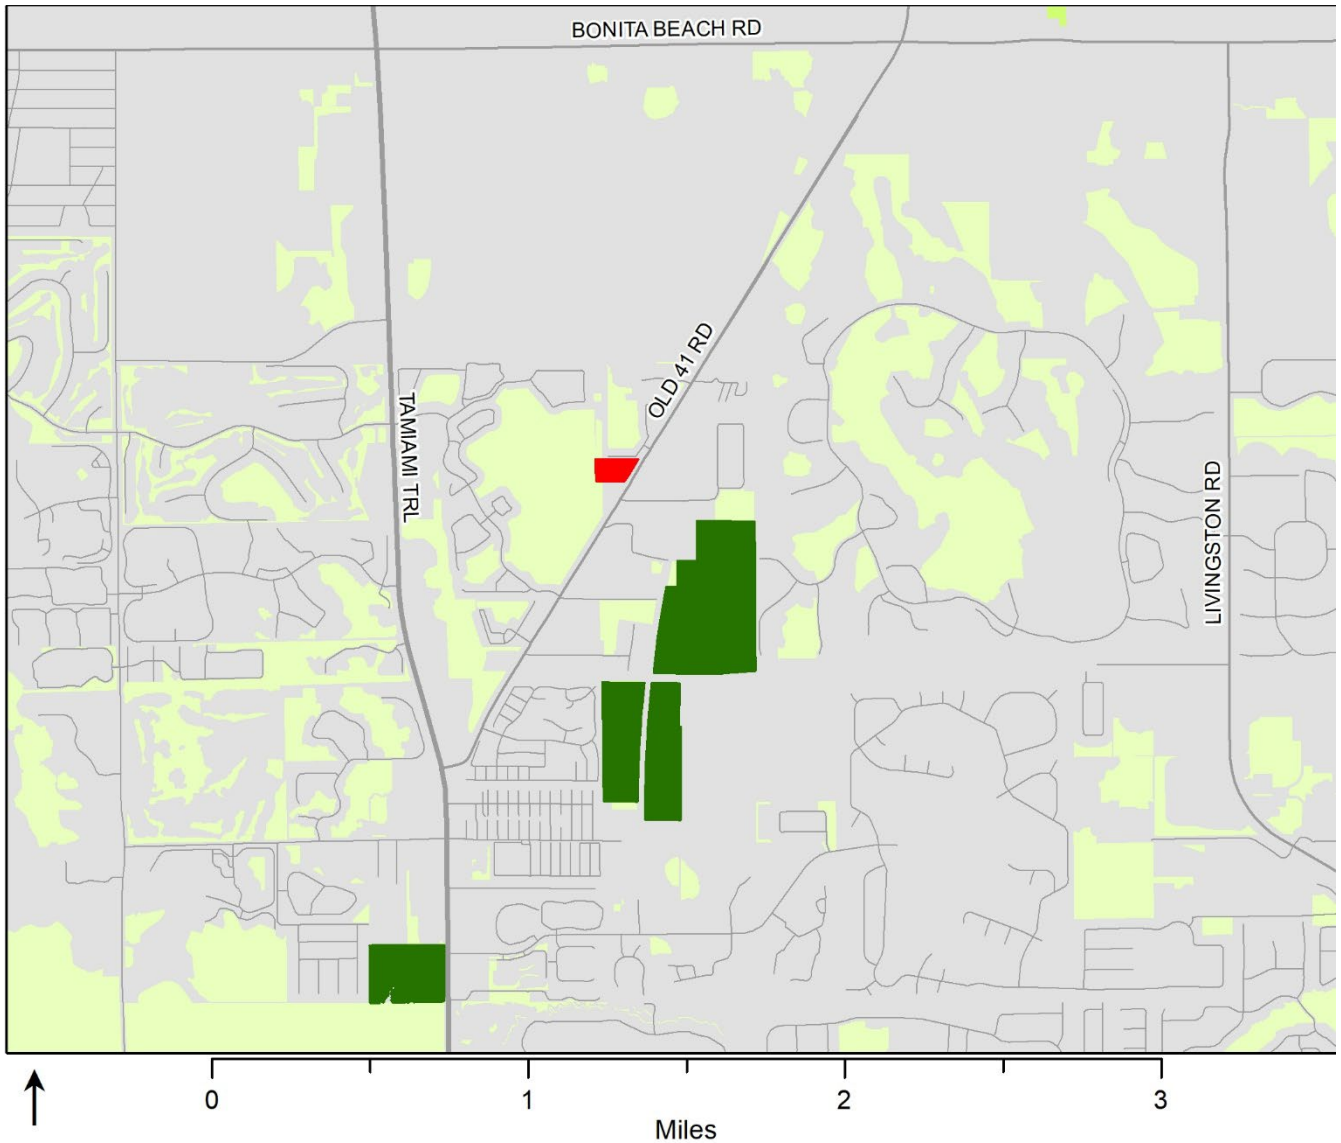 BONITA BEACH RD
OLD 41 RD
TAMIAMI TRL
LIVINGSTON RD
0 1 2 3
Miles